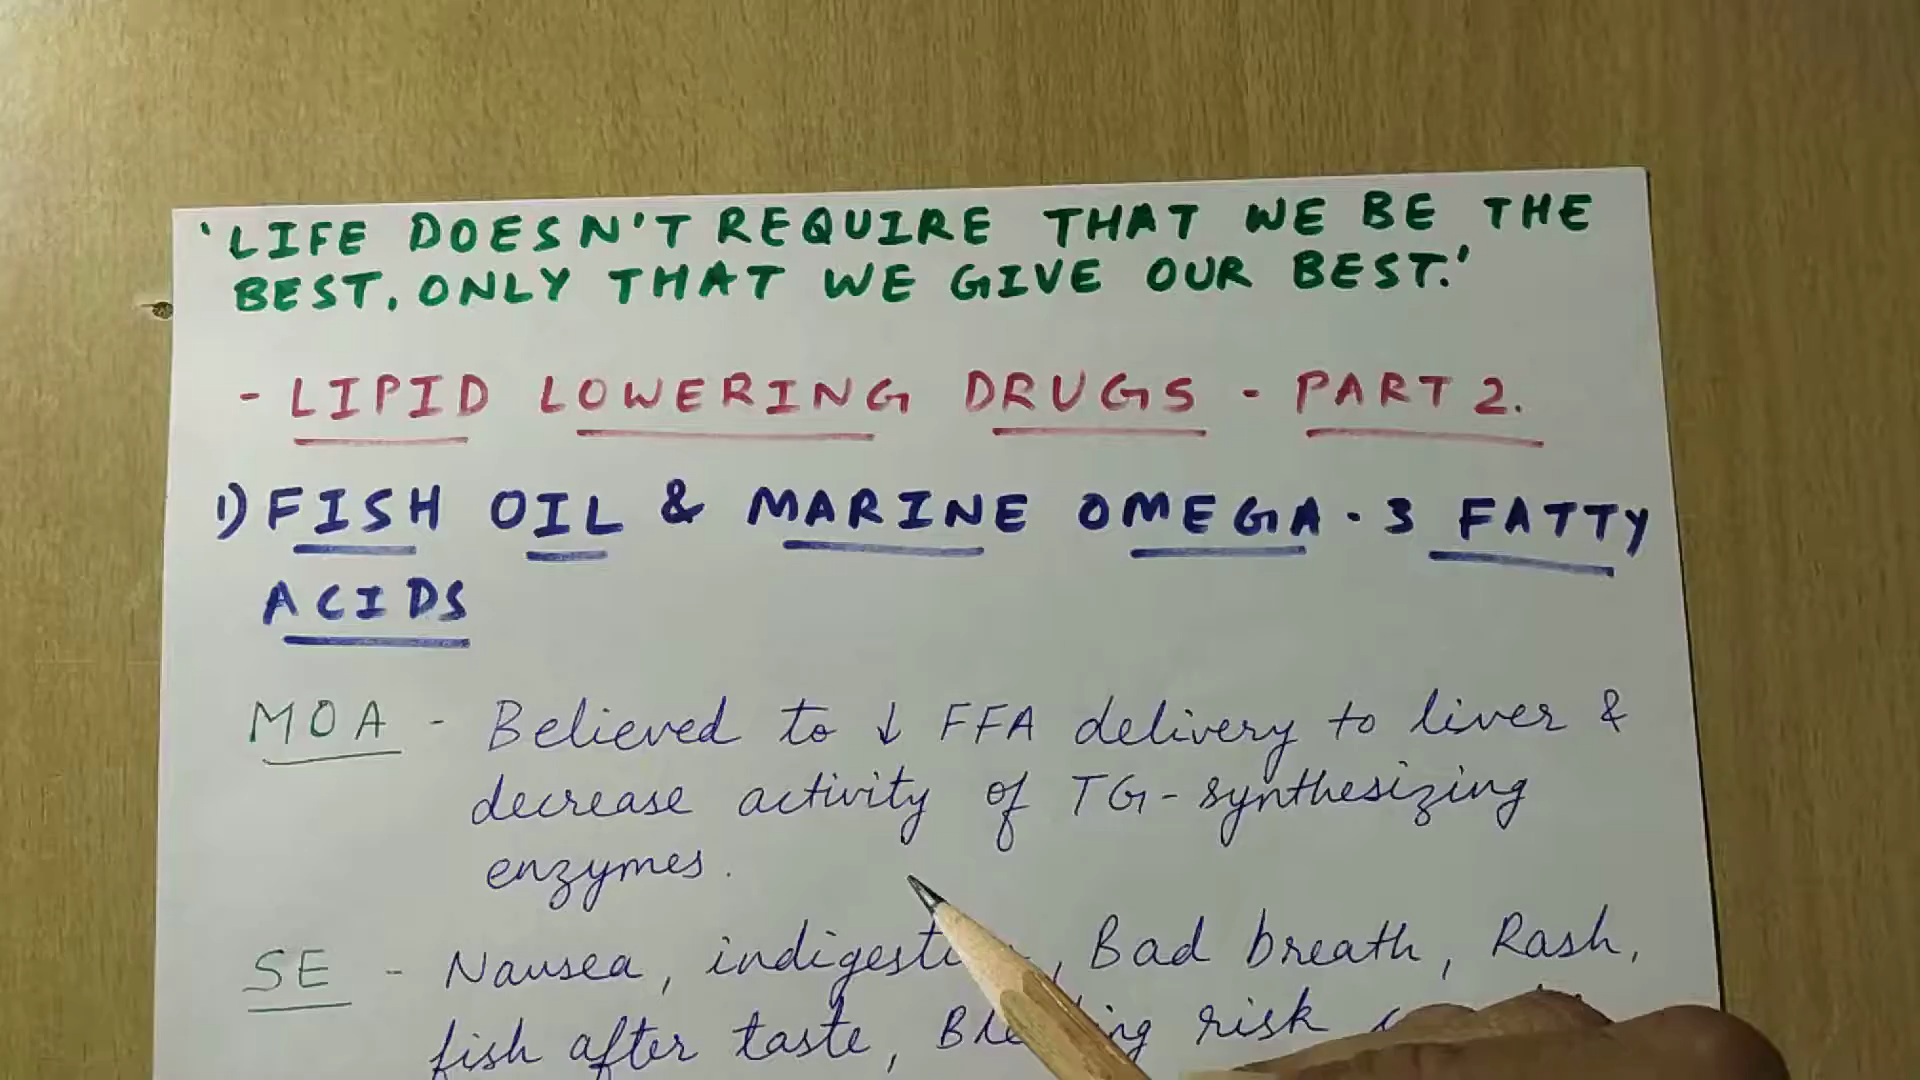 'LIFE DOESN'T REQUIRE THAT WE BE THE
BEST. ONLY THAT WE GIVE OUR BEST.'
- LIPID LOWERING DRUGS - PART 2.
1) FISH OIL & MARINE OMEGA-3 FATTY
ACIDS
MOA - Believed to ↓ FFA delivery to liver &
decrease activity of TG-synthesizing
enzymes.
SE - Nausea, indigestion, Bad breath, Rash,
fish after taste, Bleeding risk